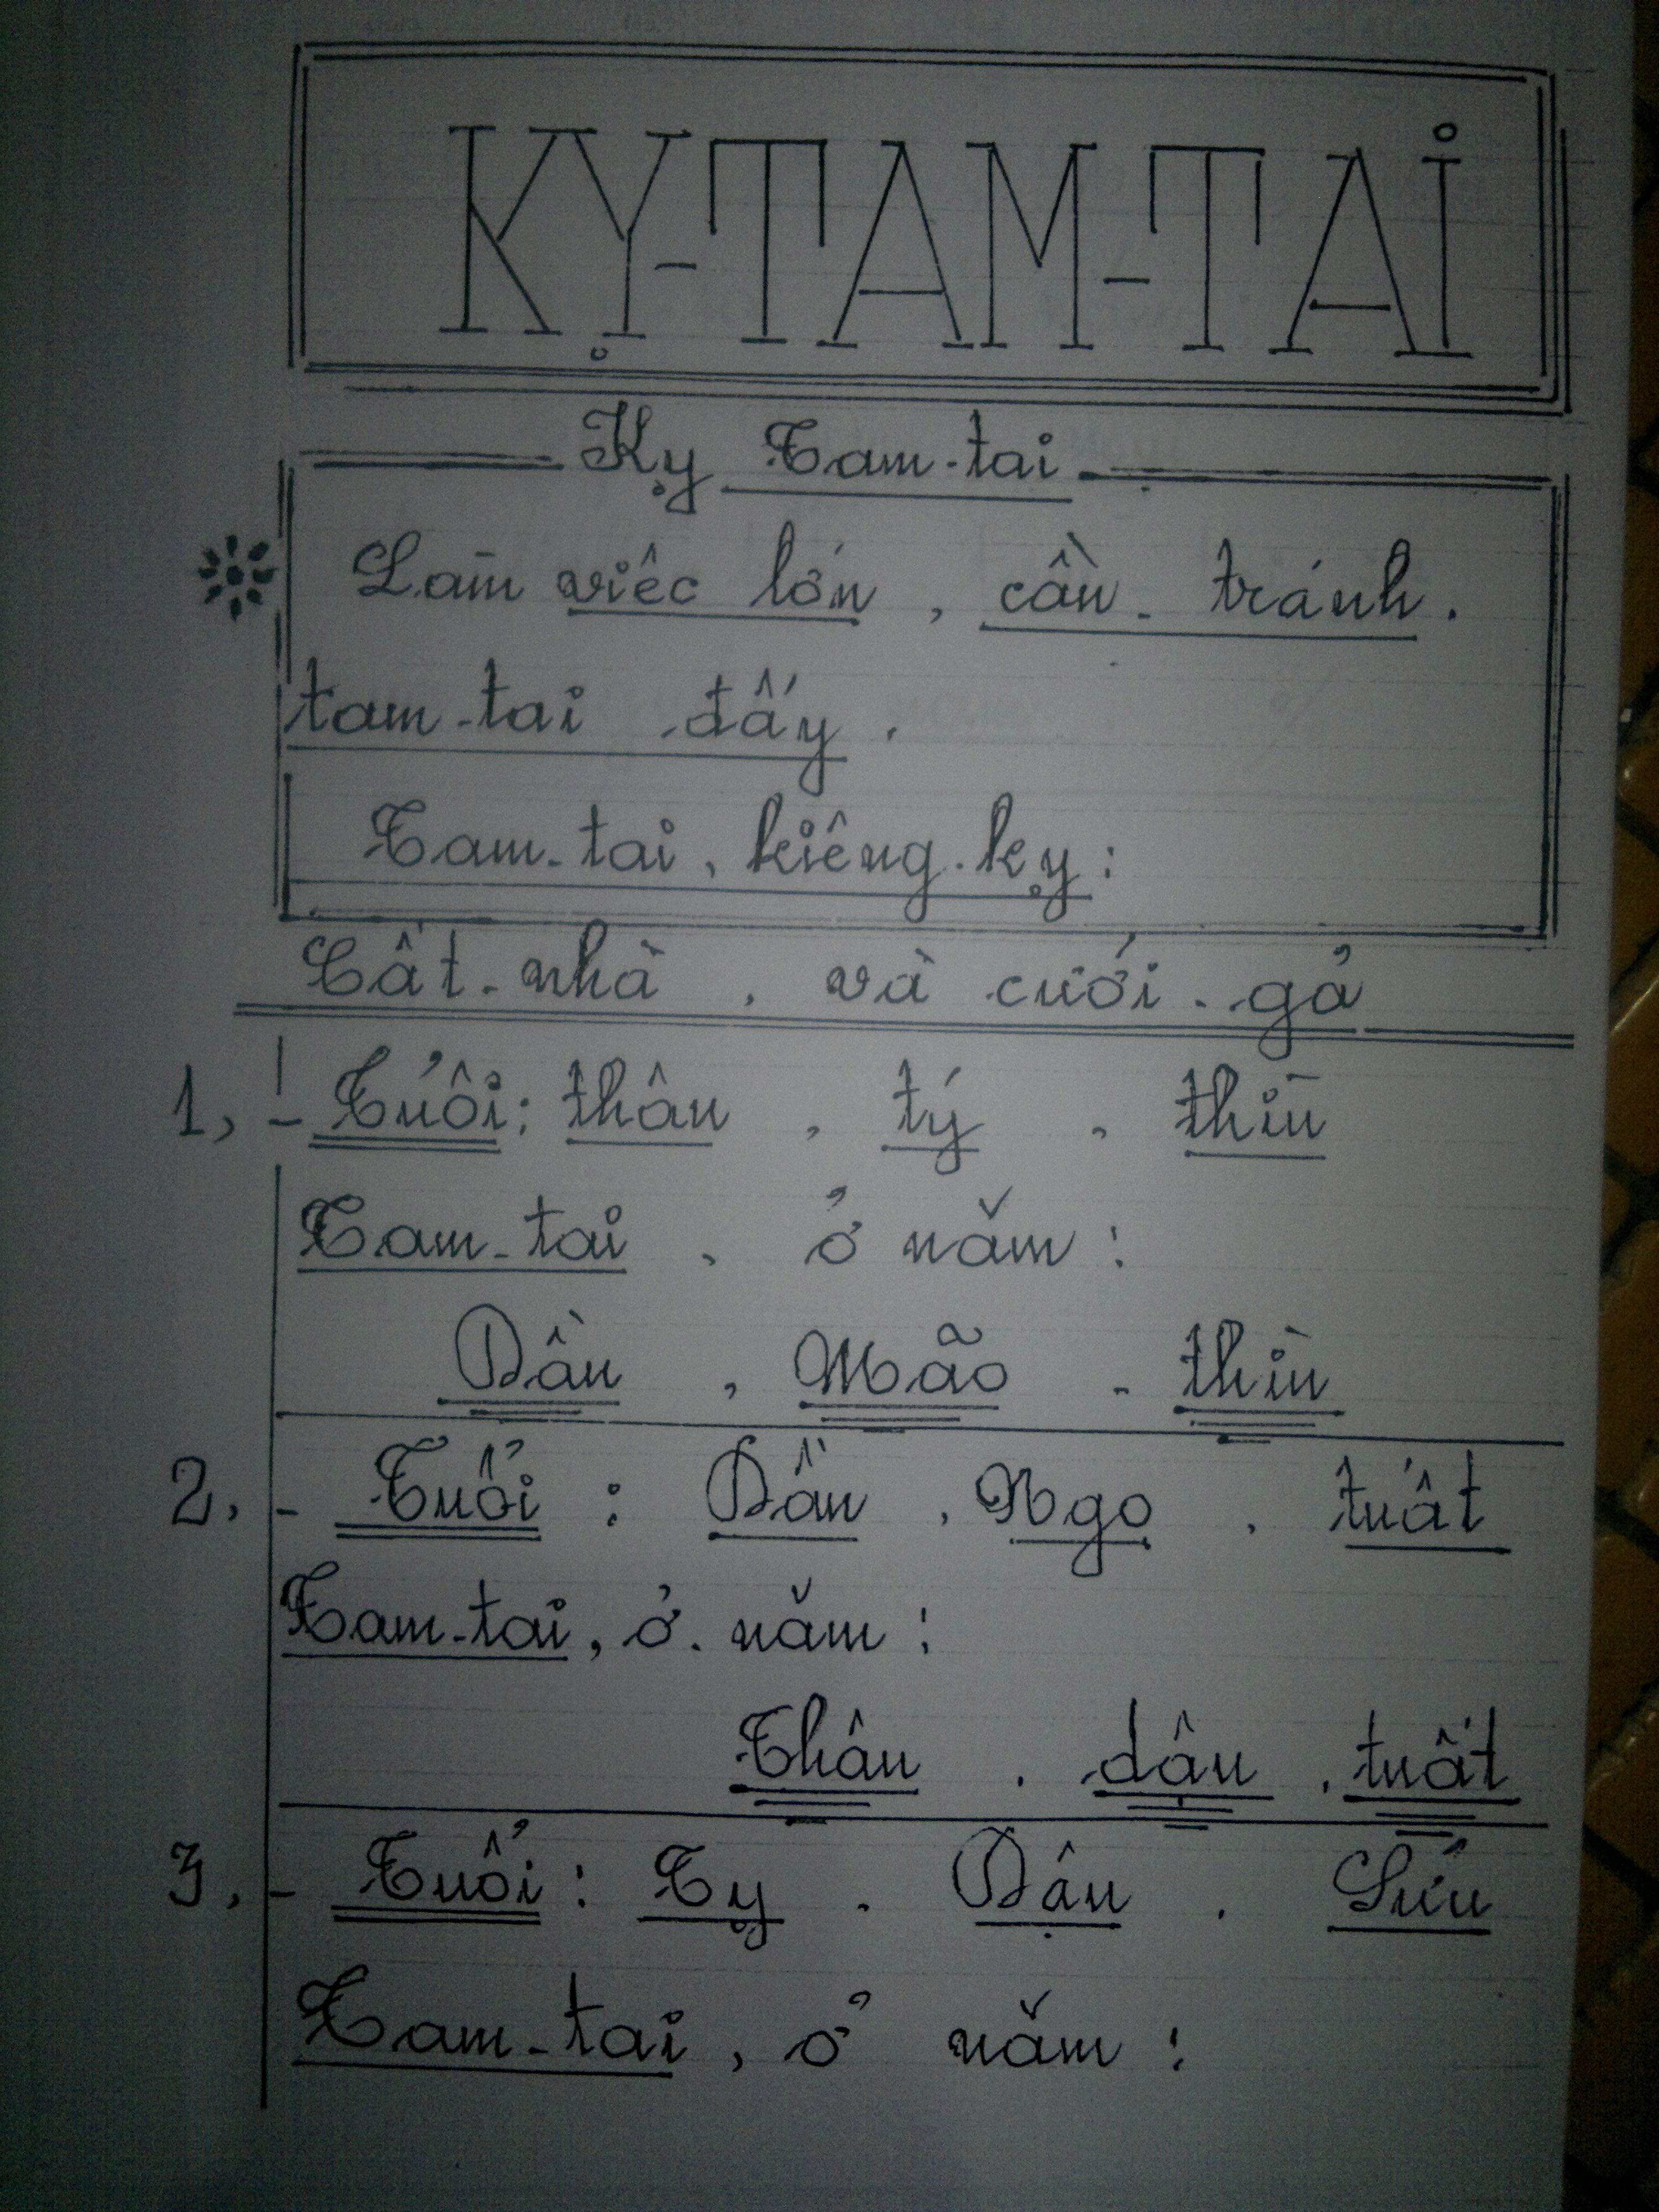 KỴ-TAM-TAI
Kỵ Tam-tai
Làm việc lớn, cần tránh.
tam-tai đấy.
Tam-tai, kiêng-kỵ:
Cất-nhà, và cưới-gả
1, - Tuổi: thân, tý, thìn
Tam-tai, ở năm:
Dần, Mão, thìn
2, - Tuổi: Dần, Ngọ, tuất
Tam-tai, ở năm:
Thân, dậu, tuất
3, - Tuổi: Tỵ, Dậu, Sửu
Tam-tai, ở năm: